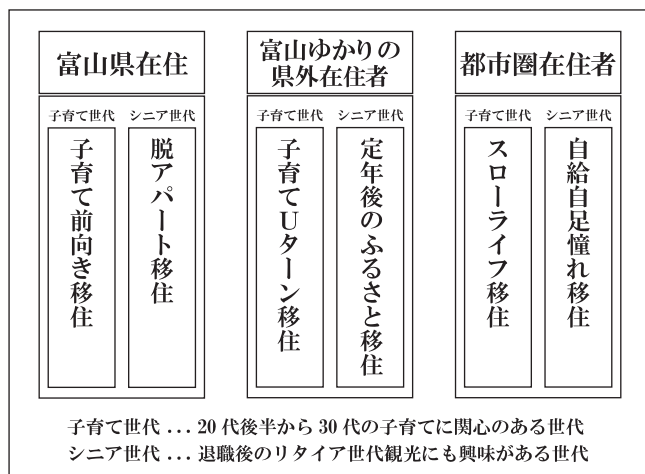 富山県在住
子育て世代
子育て前向き移住
シニア世代
脱アパート移住
富山ゆかりの
県外在住者
子育て世代
子育てUターン移住
シニア世代
定年後のふるさと移住
都市圏在住者
子育て世代
スローライフ移住
シニア世代
自給自足憧れ移住
子育て世代...20代後半から30代の子育てに関心のある世代
シニア世代...退職後のリタイア世代観光にも興味がある世代